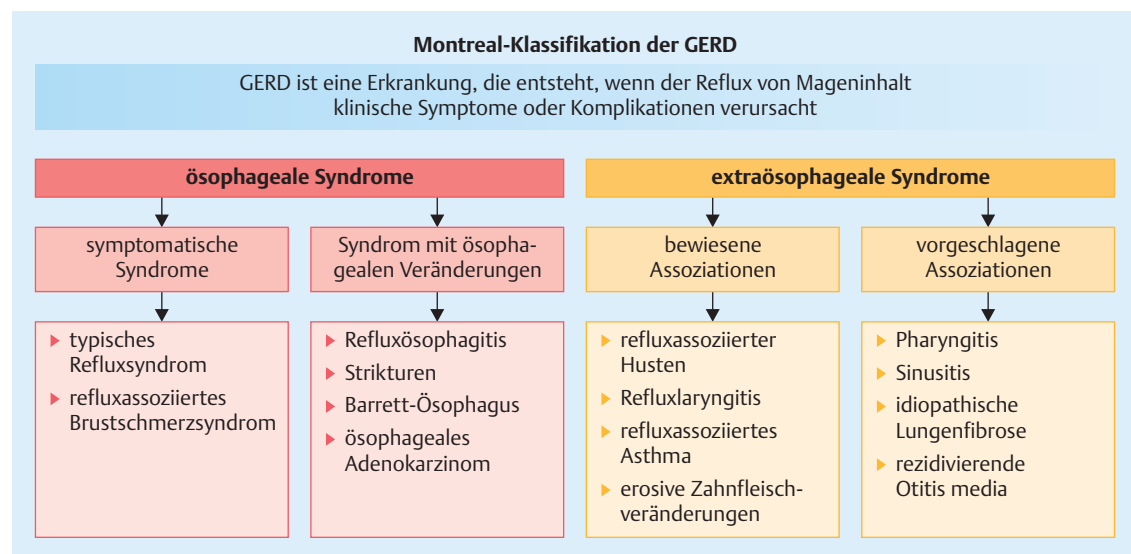 Montreal-Klassifikation der GERD
GERD ist eine Erkrankung, die entsteht, wenn der Reflux von Mageninhalt
klinische Symptome oder Komplikationen verursacht
ösophageale Syndrome
extraösophageale Syndrome
symptomatische
Syndrome
Syndrom mit ösopha-
gealen Veränderungen
bewiesene
Assoziationen
vorgeschlagene
Assoziationen
typisches
Refluxsyndrom
refluxassoziiertes
Brustschmerzsyndrom
Refluxösophagitis
Strikturen
Barrett-Ösophagus
ösophageales
Adenokarzinom
refluxassoziierter
Husten
Refluxlaryngitis
refluxassoziiertes
Asthma
erosive Zahnfleisch-
veränderungen
Pharyngitis
Sinusitis
idiopathische
Lungenfibrose
rezidivierende
Otitis media